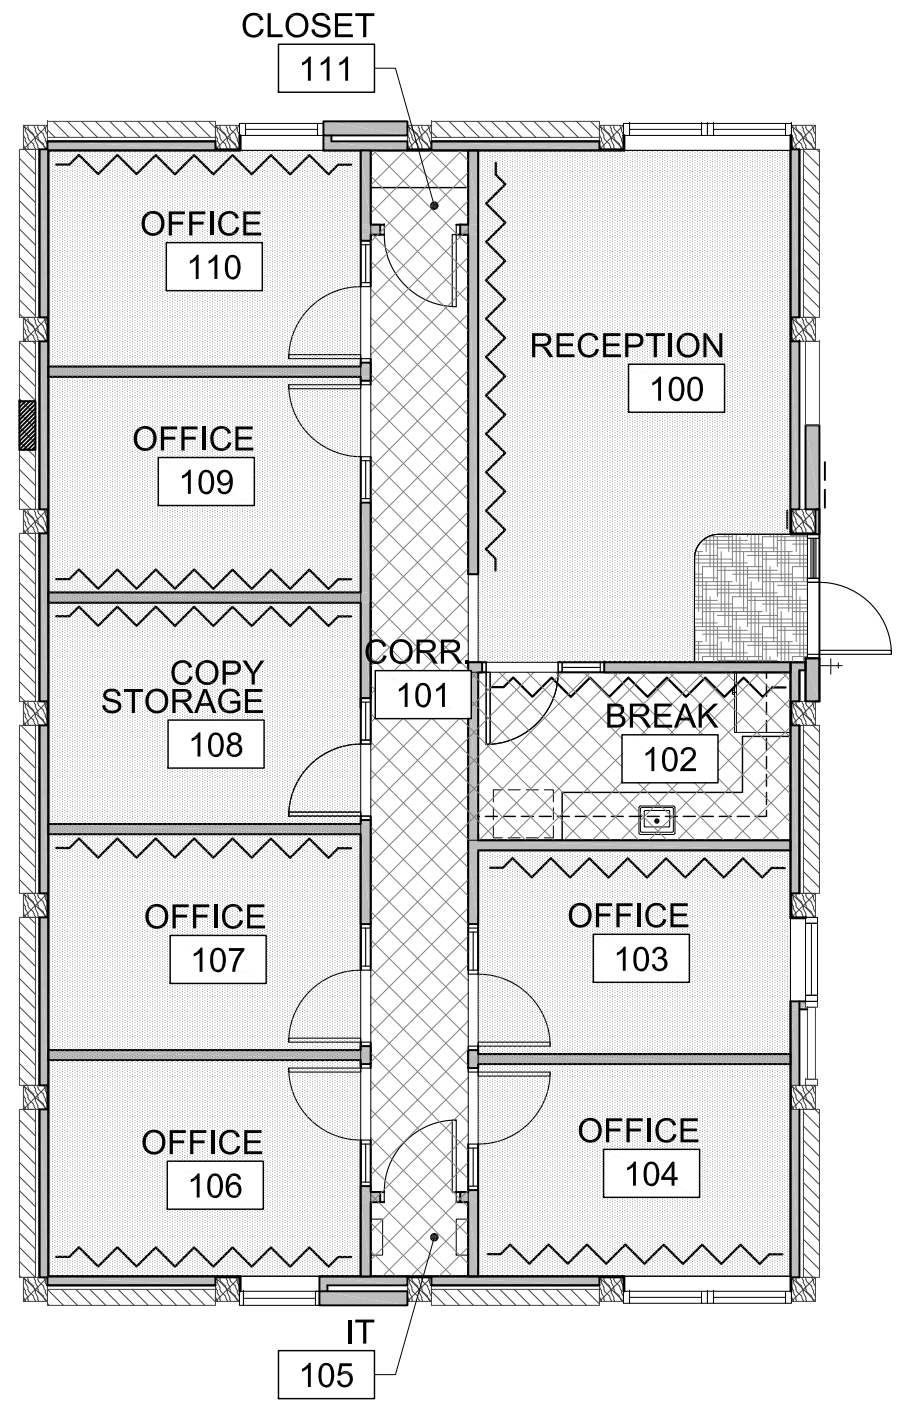 CLOSET
111
OFFICE
110
RECEPTION
100
OFFICE
109
CORR.
101
COPY
STORAGE
108
BREAK
102
OFFICE
107
OFFICE
103
OFFICE
106
OFFICE
104
IT
105